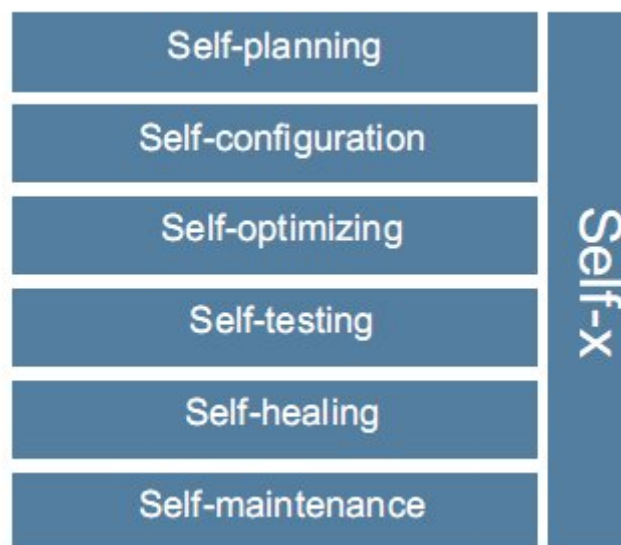 Self-planning
Self-configuration
Self-optimizing
Self-testing
Self-healing
Self-maintenance
Self-x